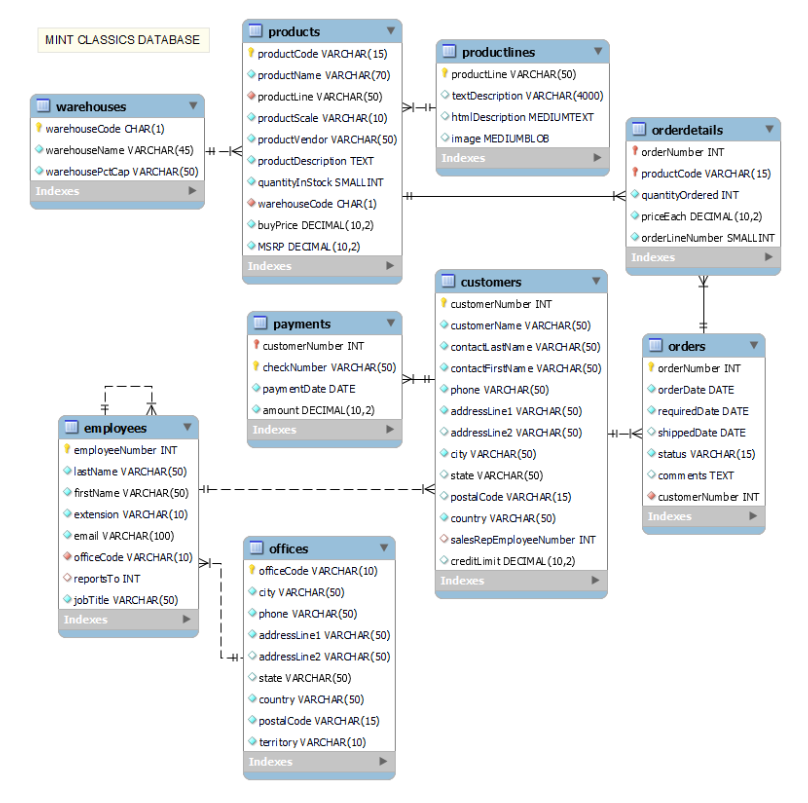 MINT CLASSICS DATABASE
products
productCode VARCHAR(15)
productName VARCHAR(70)
productLine VARCHAR(50)
productScale VARCHAR(10)
productVendor VARCHAR(50)
productDescription TEXT
quantityInStock SMALLINT
warehouseCode CHAR(1)
buyPrice DECIMAL(10,2)
MSRP DECIMAL(10,2)
Indexes
productlines
productLine VARCHAR(50)
textDescription VARCHAR(4000)
htmlDescription MEDIUMTEXT
image MEDIUMBLOB
Indexes
warehouses
warehouseCode CHAR(1)
warehouseName VARCHAR(45)
warehousePctCap VARCHAR(50)
Indexes
orderdetails
orderNumber INT
productCode VARCHAR(15)
quantityOrdered INT
priceEach DECIMAL(10,2)
orderLineNumber SMALLINT
Indexes
customers
customerNumber INT
customerName VARCHAR(50)
contactLastName VARCHAR(50)
contactFirstName VARCHAR(50)
phone VARCHAR(50)
addressLine1 VARCHAR(50)
addressLine2 VARCHAR(50)
city VARCHAR(50)
state VARCHAR(50)
postalCode VARCHAR(15)
country VARCHAR(50)
salesRepEmployeeNumber INT
creditLimit DECIMAL(10,2)
Indexes
payments
customerNumber INT
checkNumber VARCHAR(50)
paymentDate DATE
amount DECIMAL(10,2)
Indexes
orders
orderNumber INT
orderDate DATE
requiredDate DATE
shippedDate DATE
status VARCHAR(15)
comments TEXT
customerNumber INT
Indexes
employees
employeeNumber INT
lastName VARCHAR(50)
firstName VARCHAR(50)
extension VARCHAR(10)
email VARCHAR(100)
officeCode VARCHAR(10)
reportsTo INT
jobTitle VARCHAR(50)
Indexes
offices
officeCode VARCHAR(10)
city VARCHAR(50)
phone VARCHAR(50)
addressLine1 VARCHAR(50)
addressLine2 VARCHAR(50)
state VARCHAR(50)
country VARCHAR(50)
postalCode VARCHAR(15)
territory VARCHAR(10)
Indexes